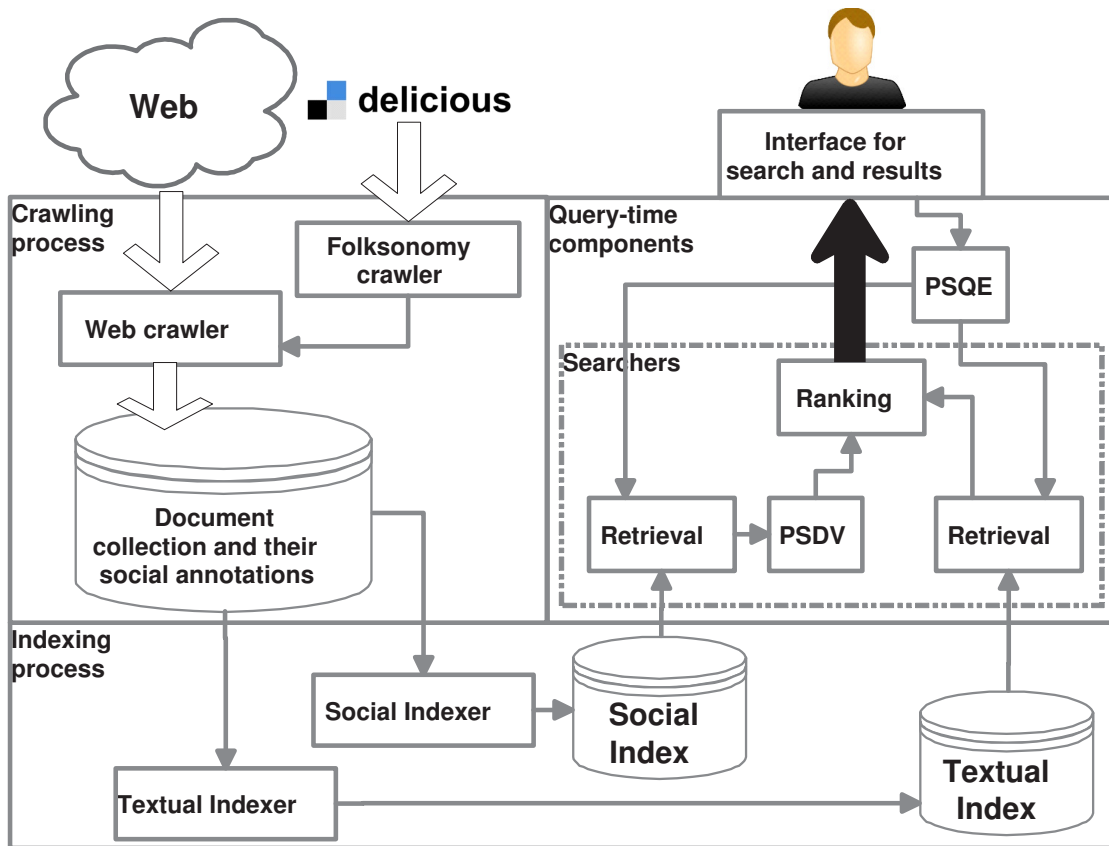 Web
delicious
Interface for
search and results
Crawling
process
Folksonomy
crawler
Web crawler
Document
collection and their
social annotations
Query-time
components
PSQE
Searchers
Ranking
Retrieval
PSDV
Retrieval
Indexing
process
Social Indexer
Social
Index
Textual Indexer
Textual
Index